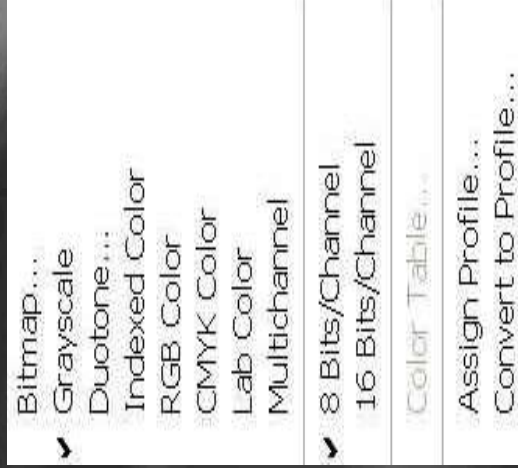 Bitmap...
✔ Grayscale
Duotone...
Indexed Color
RGB Color
CMYK Color
Lab Color
Multichannel
✔ 8 Bits/Channel
16 Bits/Channel
Color Table...
Assign Profile...
Convert to Profile...